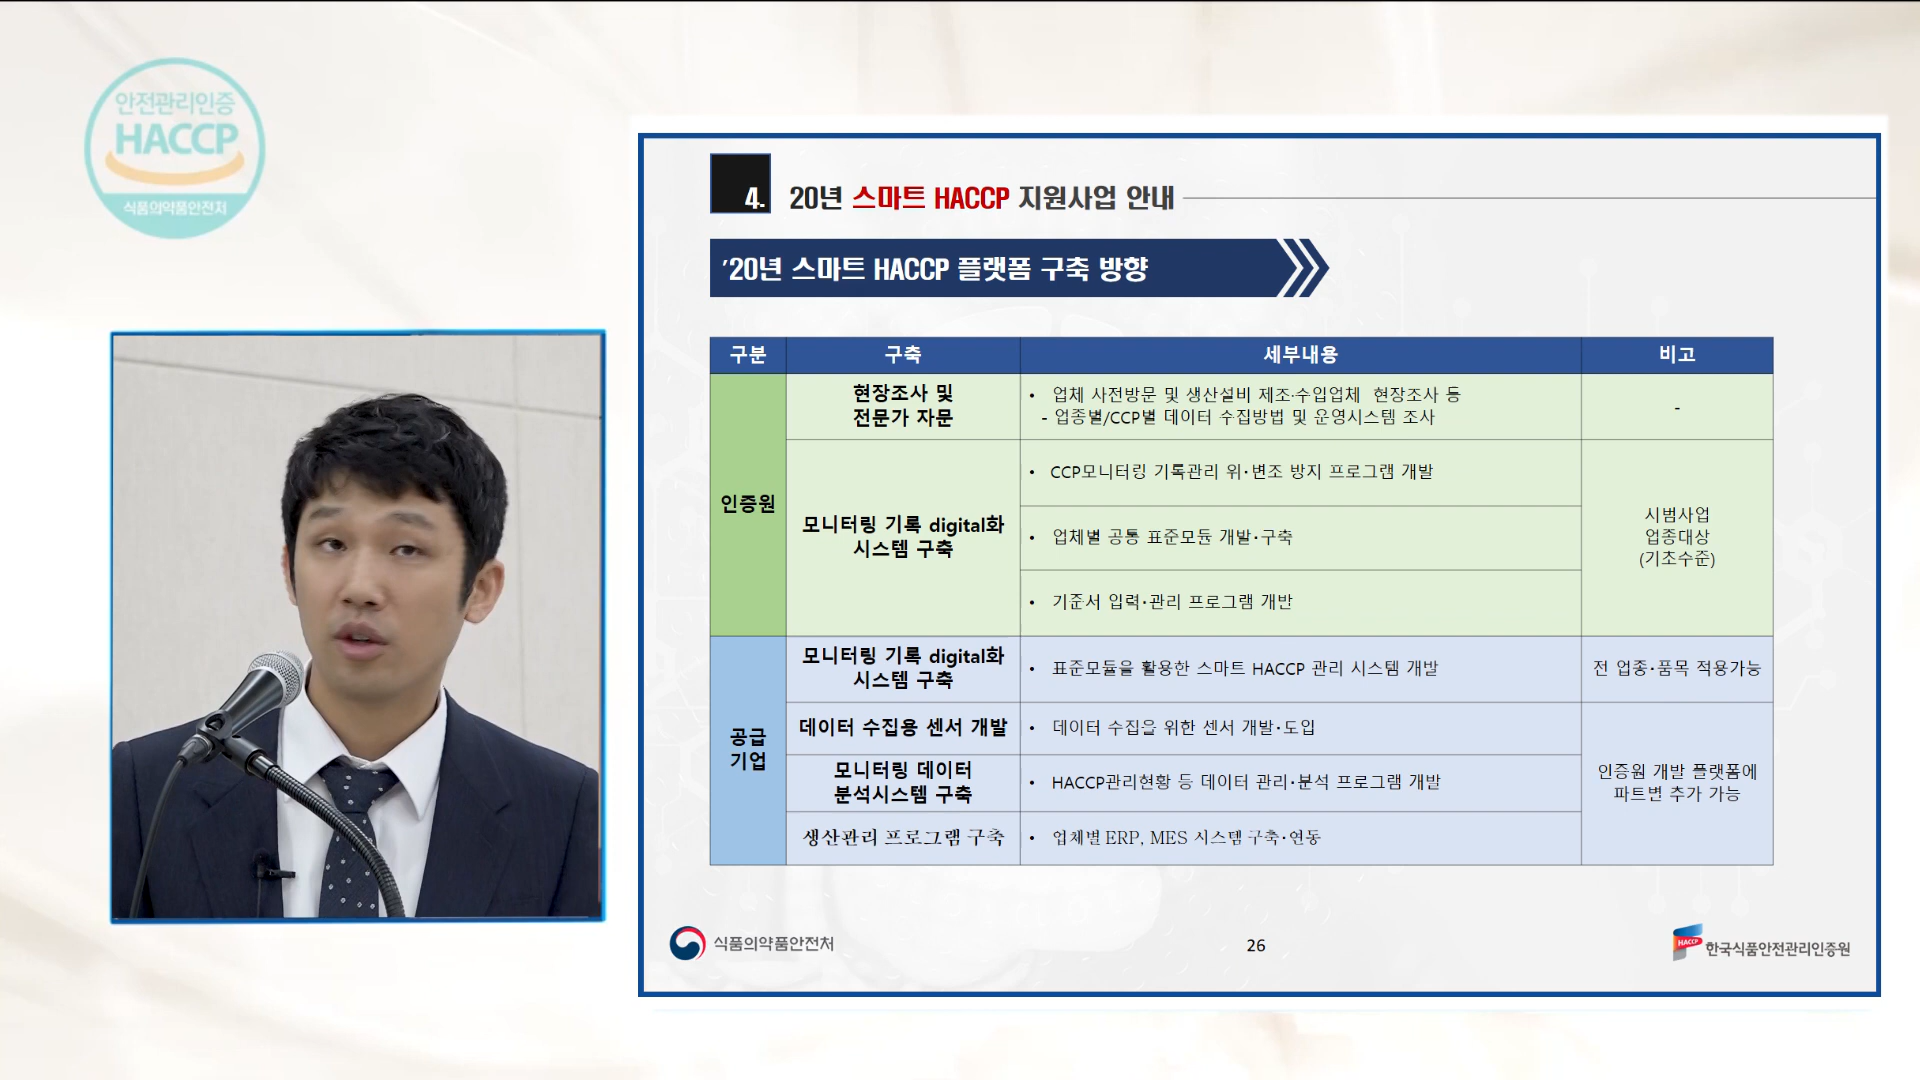 안전관리인증
HACCP
식품의약품안전처
4. 20년 스마트 HACCP 지원사업 안내
'20년 스마트 HACCP 플랫폼 구축 방향
구분 구축 세부내용 비고
인증원
현장조사 및
전문가 자문
• 업체 사전방문 및 생산설비 제조·수입업체 현장조사 등
- 업종별/CCP별 데이터 수집방법 및 운영시스템 조사
-
모니터링 기록 digital화
시스템 구축
• CCP모니터링 기록관리 위·변조 방지 프로그램 개발
• 업체별 공통 표준모듈 개발·구축
• 기준서 입력·관리 프로그램 개발
시범사업
업종대상
(기초수준)
공급
기업
모니터링 기록 digital화
시스템 구축
• 표준모듈을 활용한 스마트 HACCP 관리 시스템 개발
전 업종·품목 적용가능
데이터 수집용 센서 개발
• 데이터 수집을 위한 센서 개발·도입
모니터링 데이터
분석시스템 구축
• HACCP관리현황 등 데이터 관리·분석 프로그램 개발
생산관리 프로그램 구축
• 업체별 ERP, MES 시스템 구축·연동
인증원 개발 플랫폼에
파트별 추가 가능
식품의약품안전처
26
HACCP
한국식품안전관리인증원